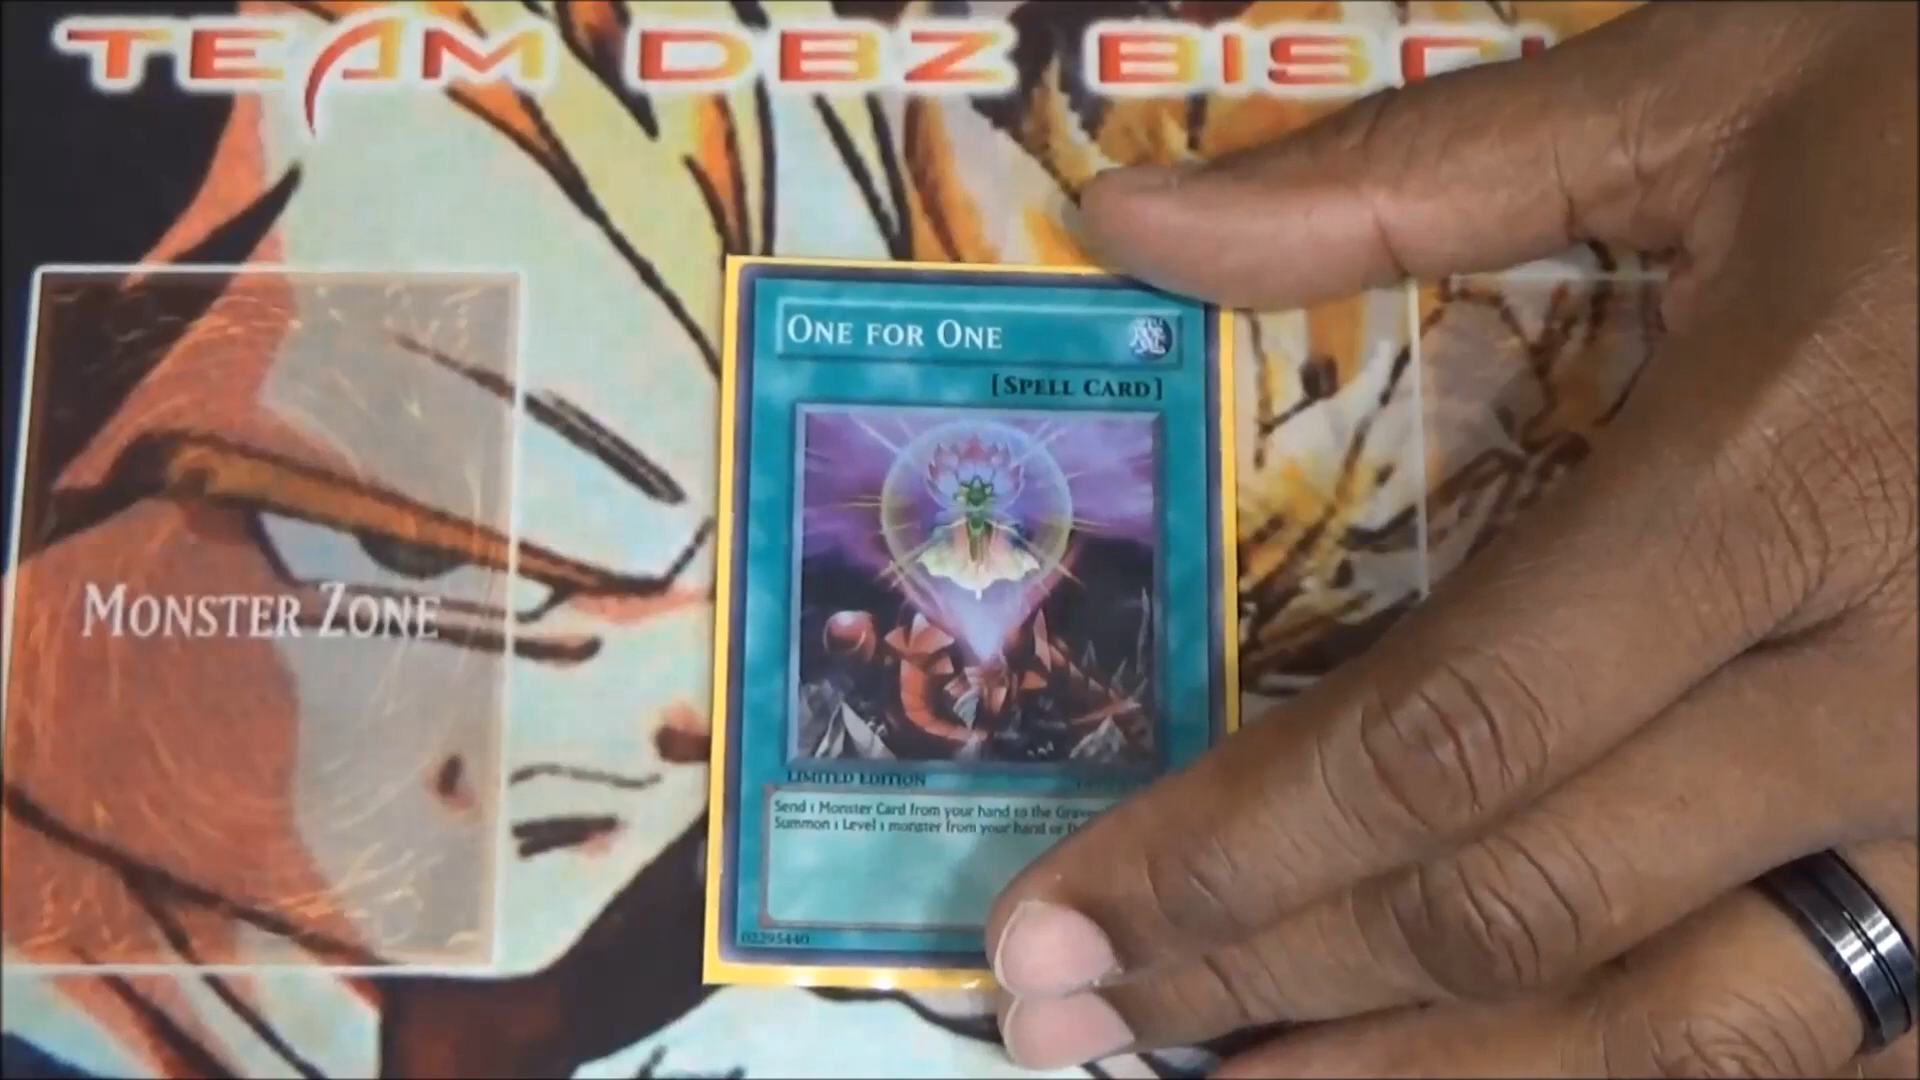 TEAM DBZ
ONE FOR ONE
[SPELL CARD]
MONSTER ZONE
LIMITED EDITION
Send 1 Monster Card from your hand to the
Summon 1 Level 1 monster from your hand or
02295440